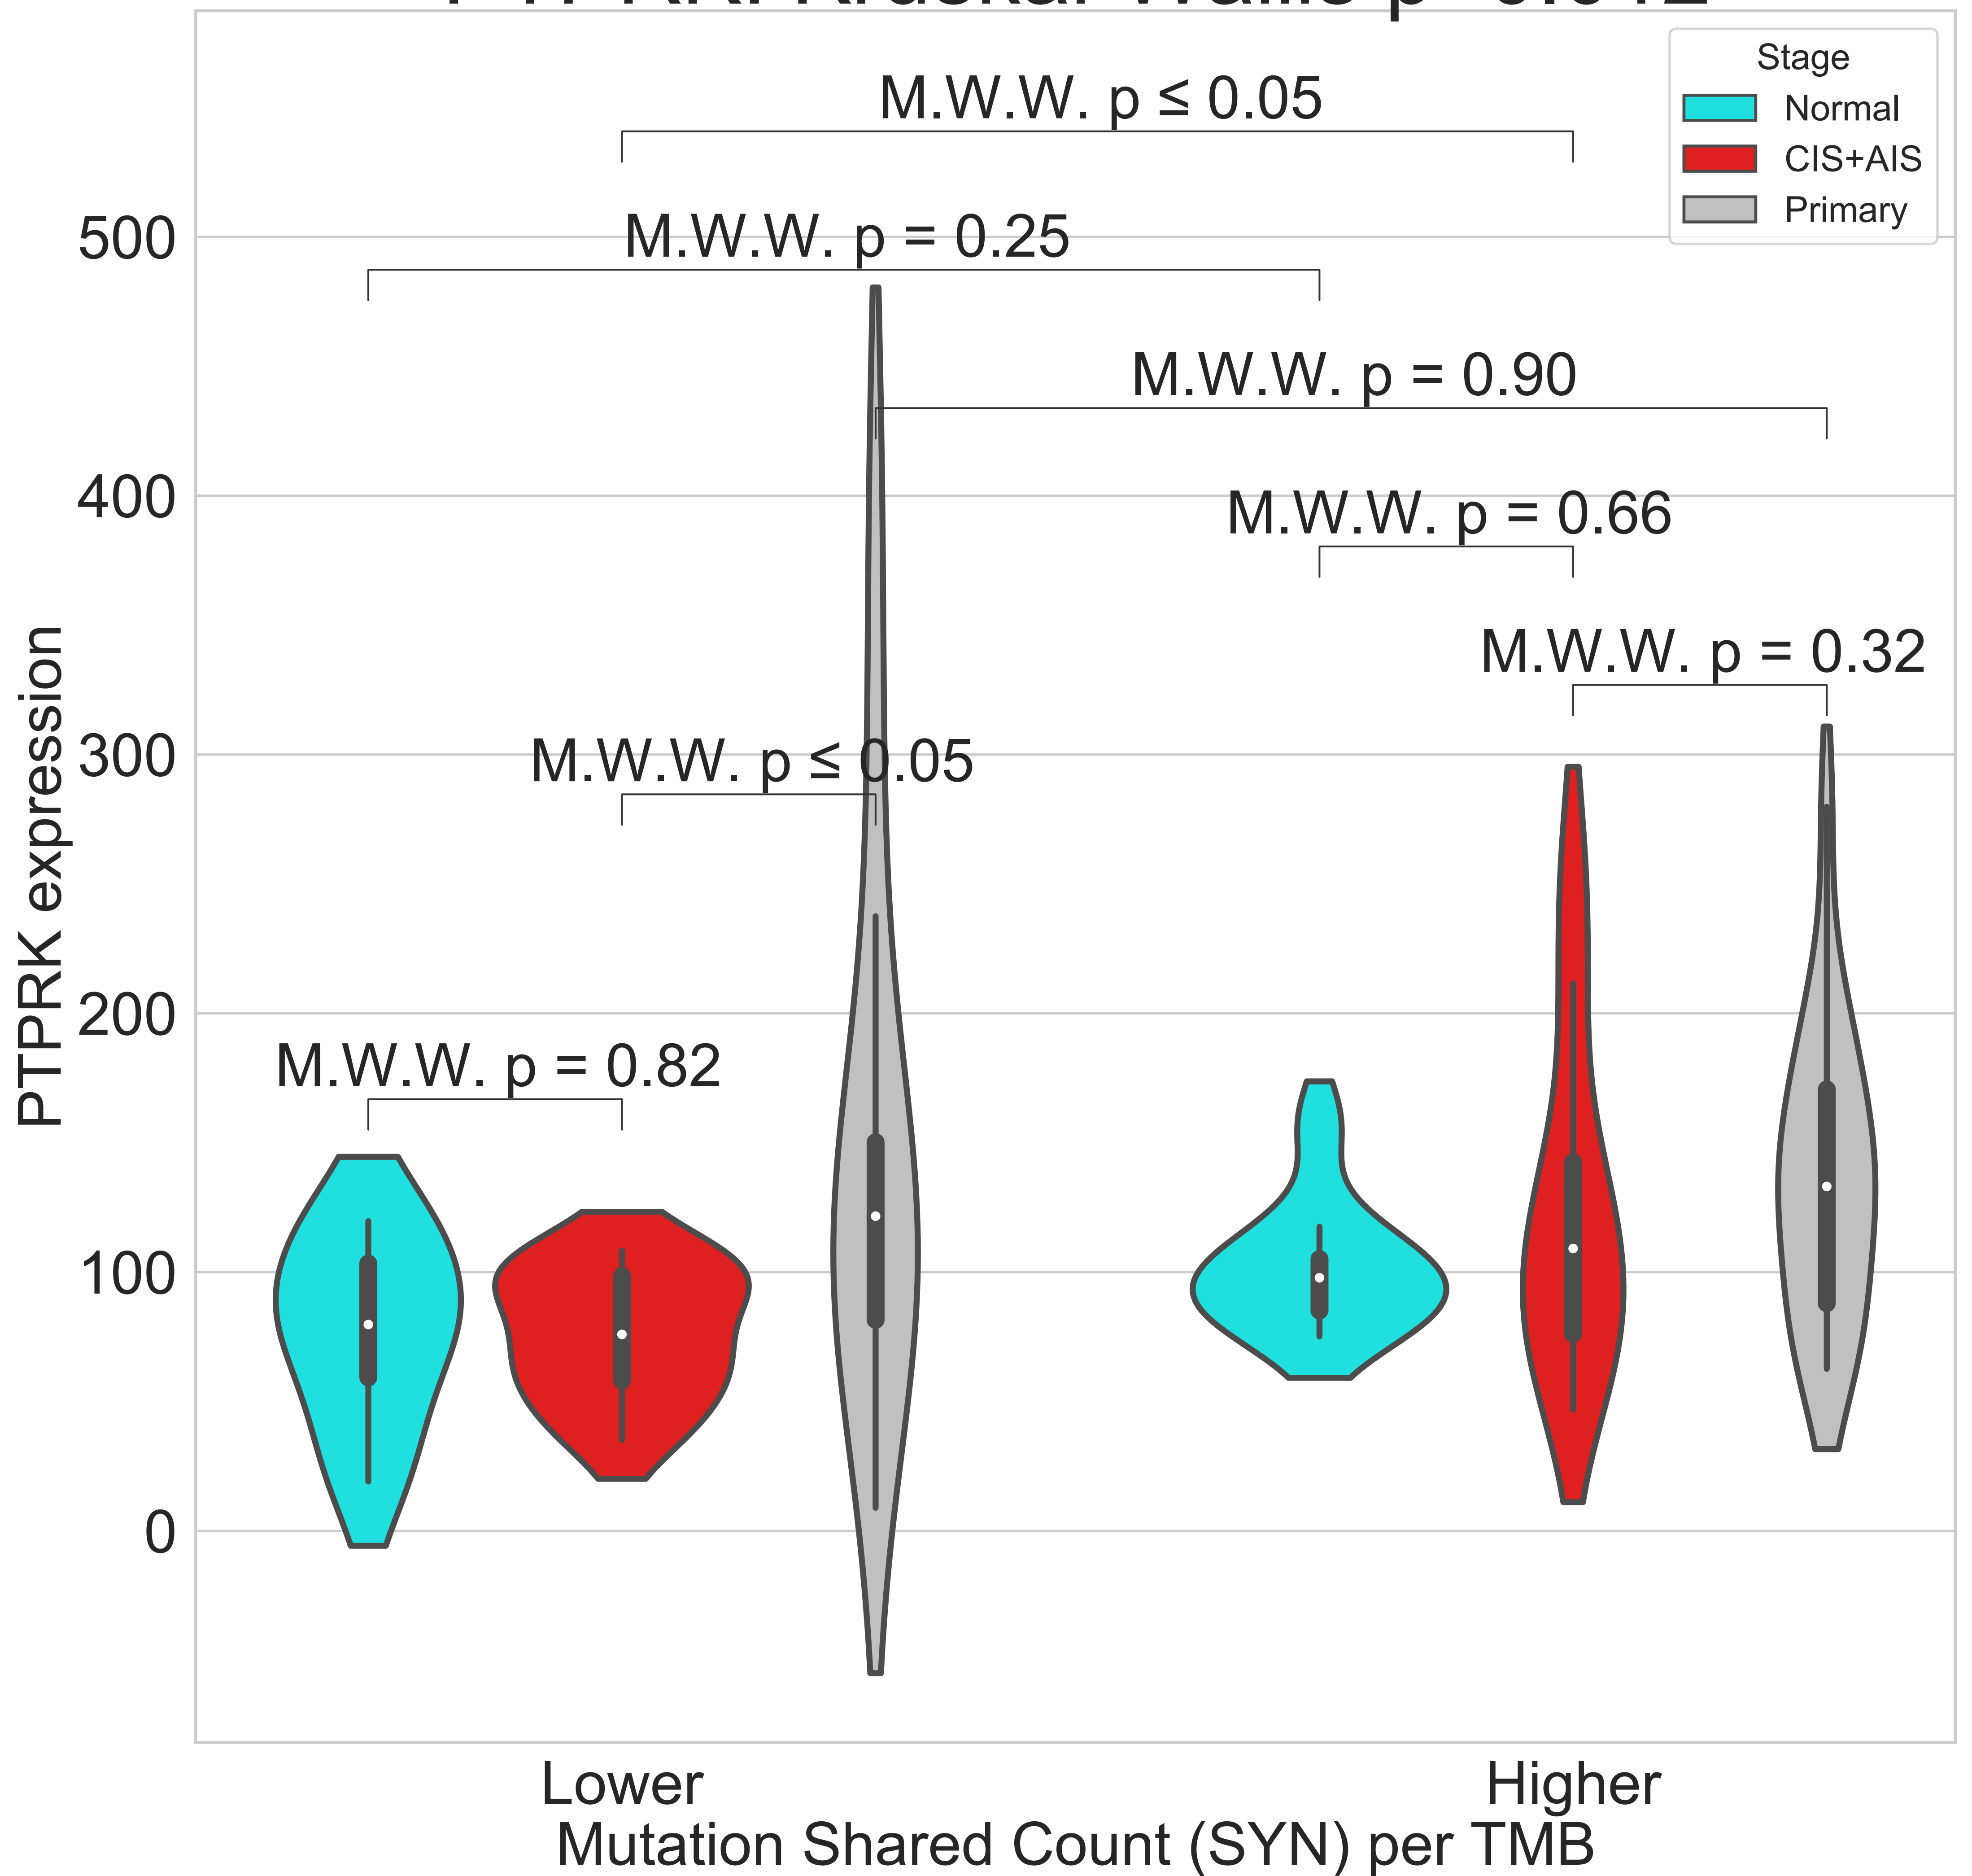 Stage
Normal
CIS+AIS
Primary
M.W.W. p ≤ 0.05
M.W.W. p = 0.25
M.W.W. p = 0.90
M.W.W. p = 0.66
M.W.W. p = 0.32
M.W.W. p ≤ 0.05
M.W.W. p = 0.82
500
400
300
200
100
0
PTPRK expression
Lower
Higher
Mutation Shared Count (SYN) per TMB